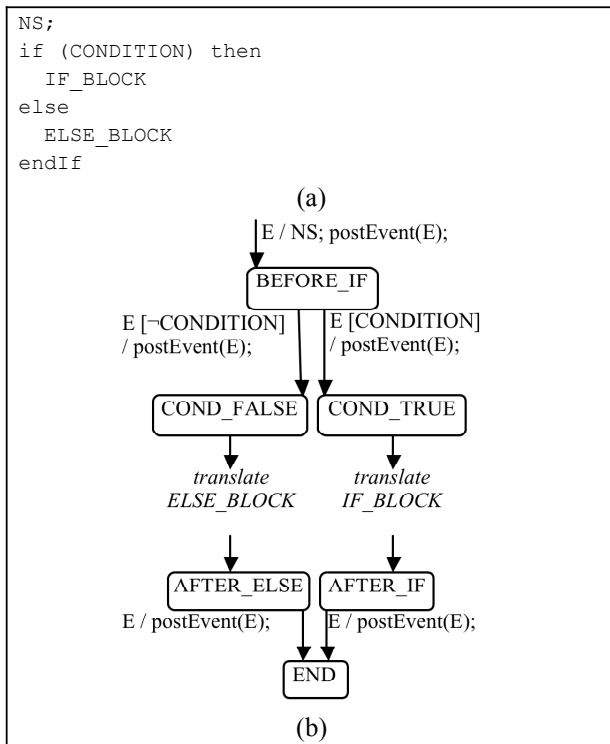 NS;
if (CONDITION) then
IF_BLOCK
else
ELSE_BLOCK
endIf
(a)
E / NS; postEvent(E);
BEFORE_IF
E [¬CONDITION]
/ postEvent(E);
E [CONDITION]
/ postEvent(E);
COND_FALSE
COND_TRUE
translate
ELSE_BLOCK
translate
IF_BLOCK
AFTER_ELSE
AFTER_IF
E / postEvent(E);
E / postEvent(E);
END
(b)